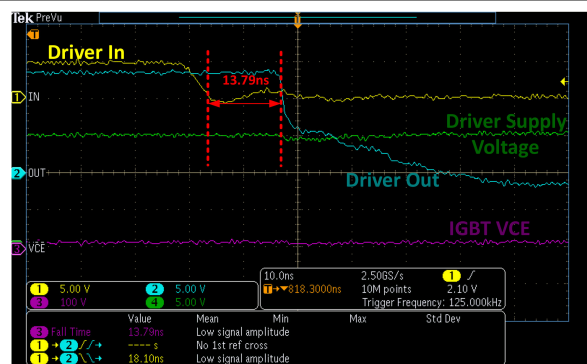 Tek PreVu
T
Driver In
13.79ns
1 IN
Driver Supply
Voltage
2 OUT
Driver Out
IGBT VCE
3 VCE
10.0ns 2.50GS/s 1
1 5.00 V 2 5.00 V T 818.3000ns 10M points 2.10 V
3 100 V 4 5.00 V Trigger Frequency: 125.000kHz
Value Mean Min Max Std Dev
3 Fall Time 13.79ns Low signal amplitude
1 2 ---- s No 1st ref cross
1 2 18.10ns Low signal amplitude